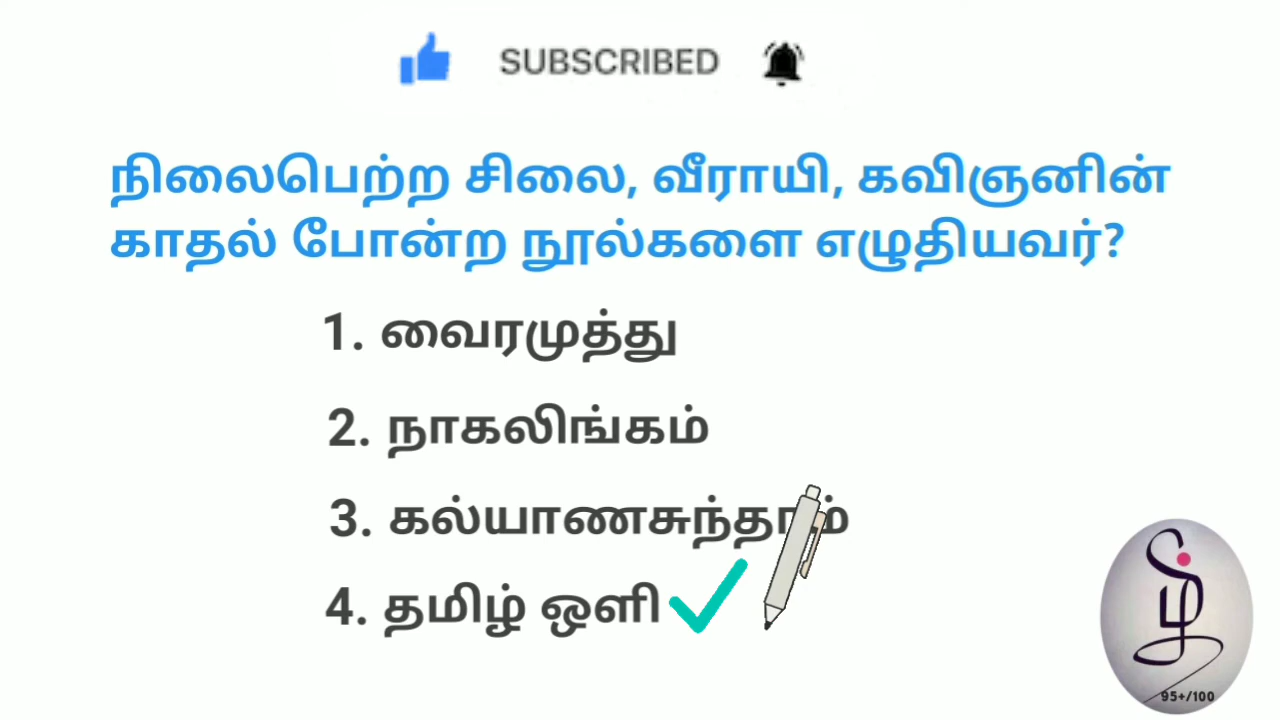 SUBSCRIBED
நிலைபெற்ற சிலை, வீராயி, கவிஞனின்
காதல் போன்ற நூல்களை எழுதியவர்?
1. வைரமுத்து
2. நாகலிங்கம்
3. கல்யாணசுந்தரம்
4. தமிழ் ஒளி
95+/100